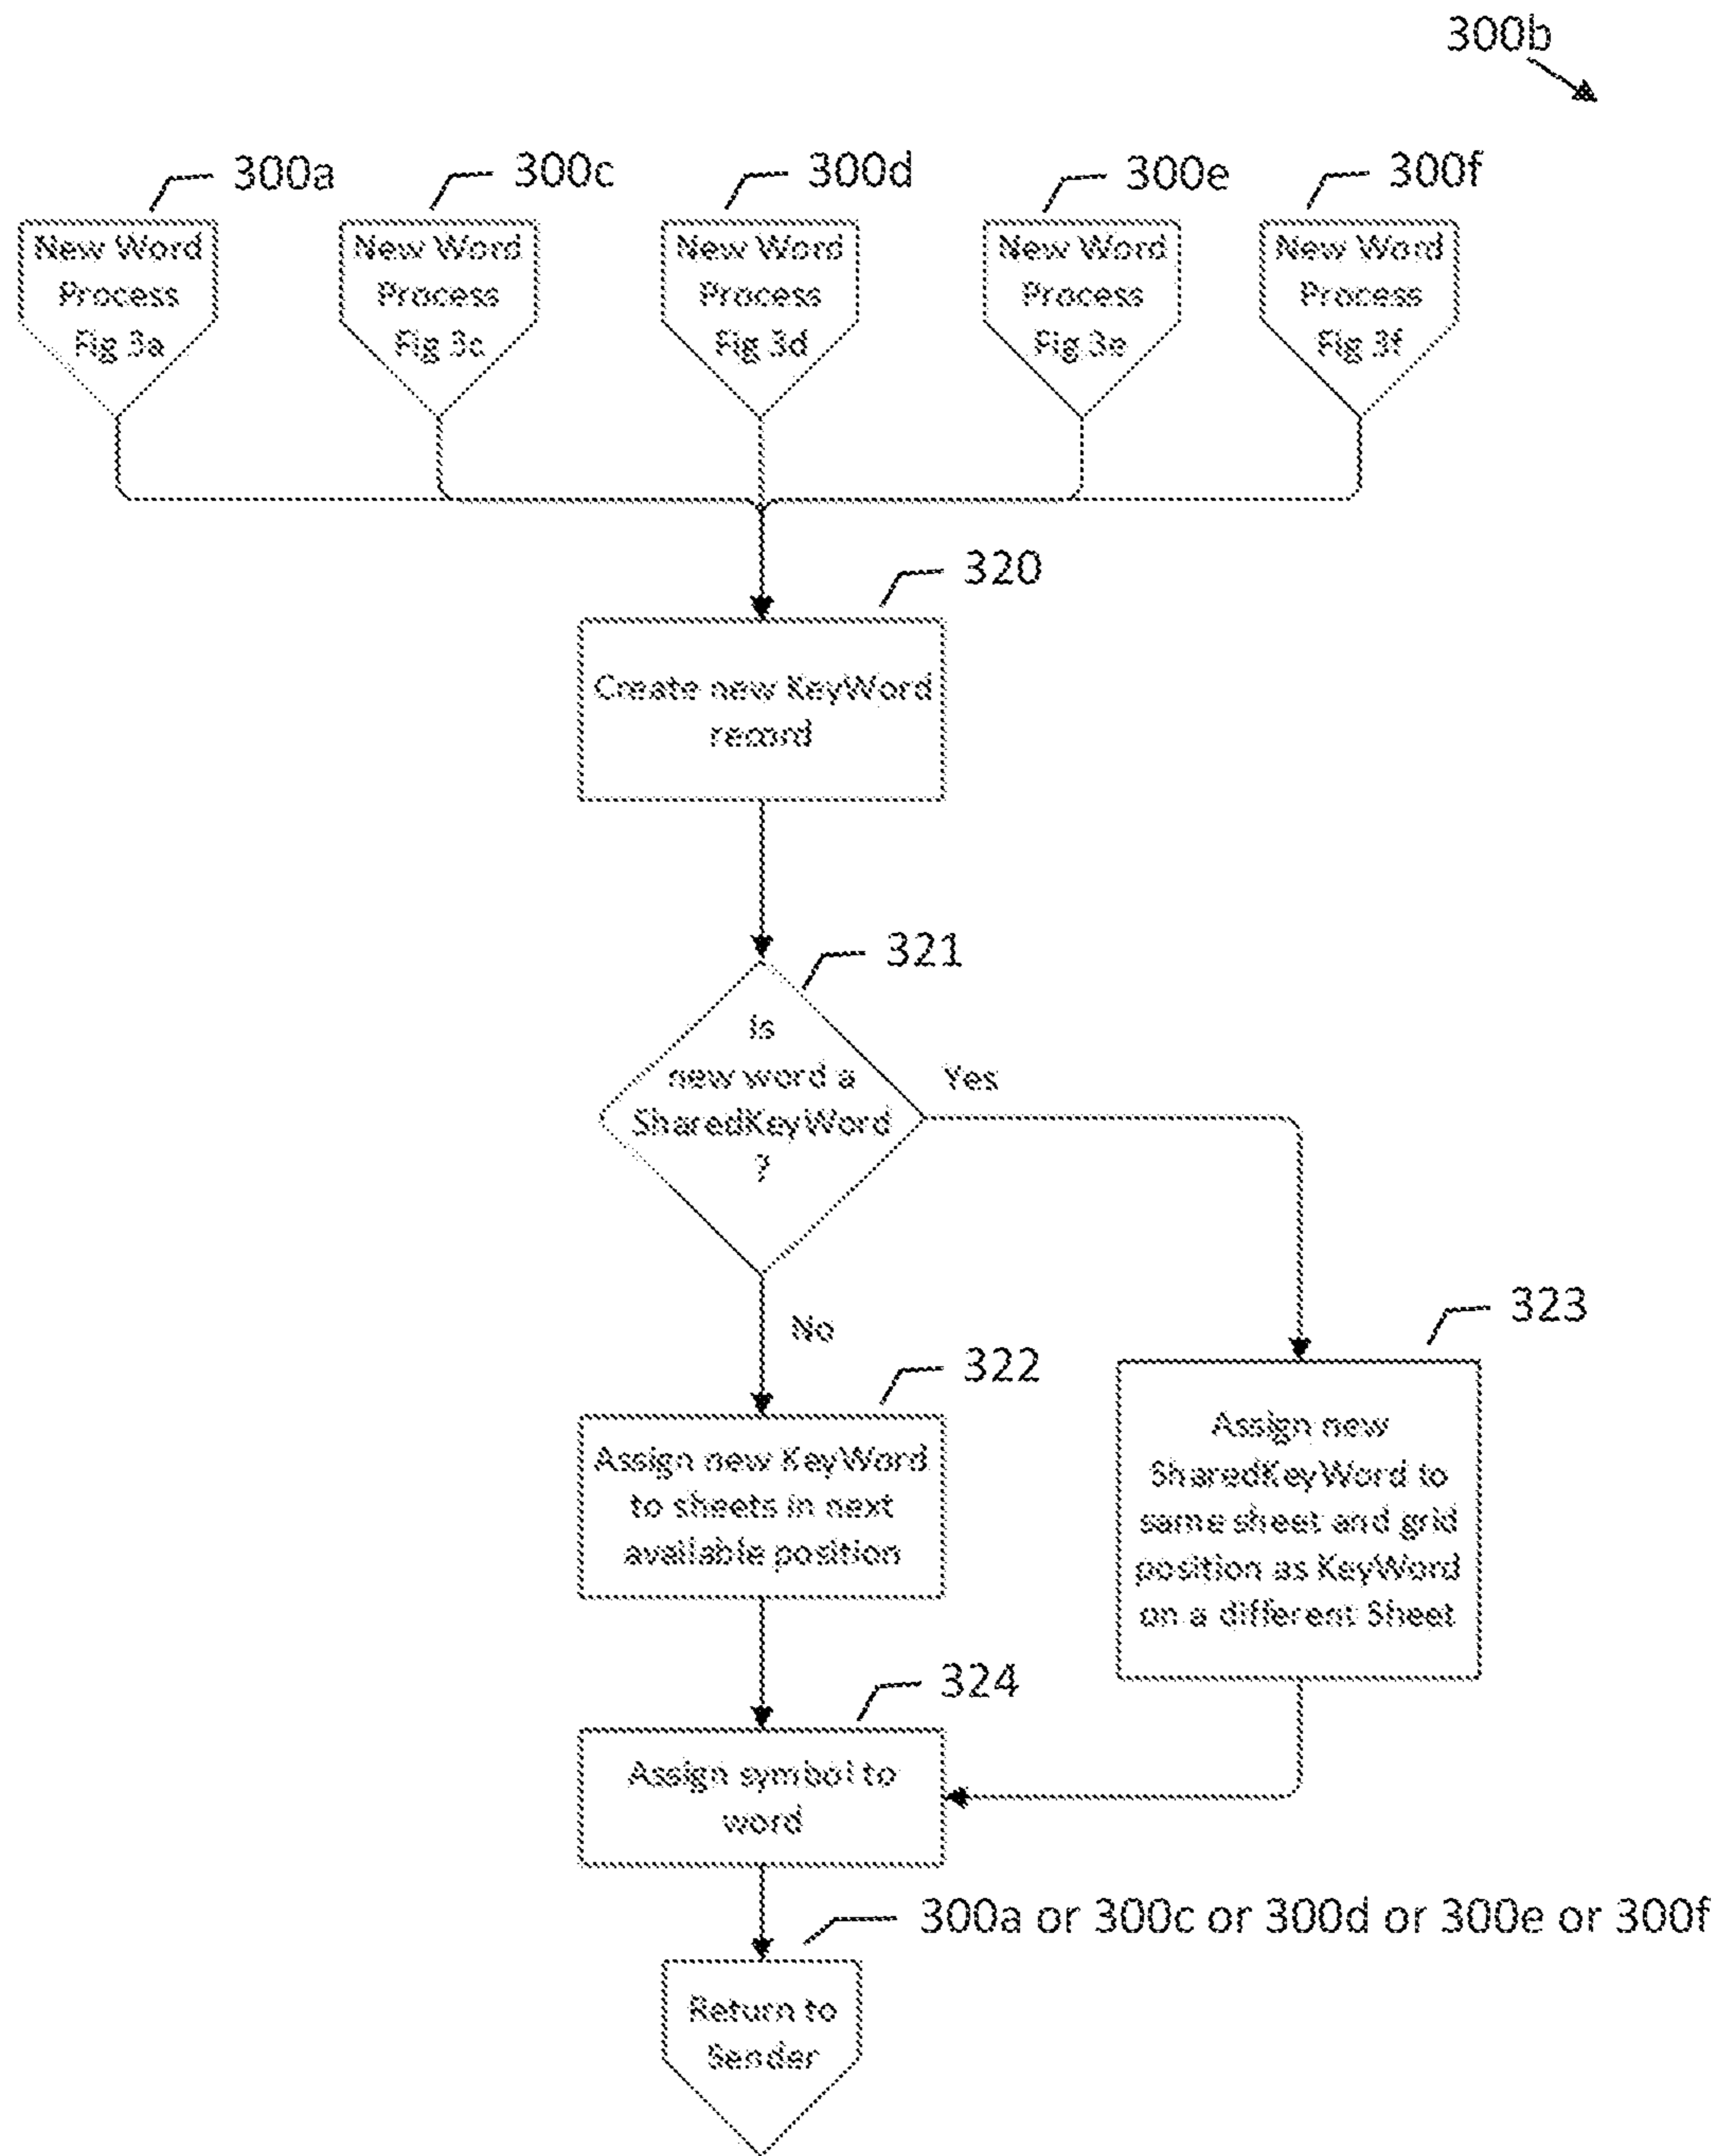 300b
300a
300c
300d
300e
300f
New Word
Process
Fig 3a
New Word
Process
Fig 3c
New Word
Process
Fig 3d
New Word
Process
Fig 3e
New Word
Process
Fig 3f
320
Create new KeyWord
record
321
is
new word a
SharedKeyWord
?
Yes
No
323
322
Assign new KeyWord
to sheets in next
available position
Assign new
SharedKeyWord to
same sheet and grid
position as KeyWord
on a different Sheet
324
Assign symbol to
word
300a or 300c or 300d or 300e or 300f
Return to
Sender